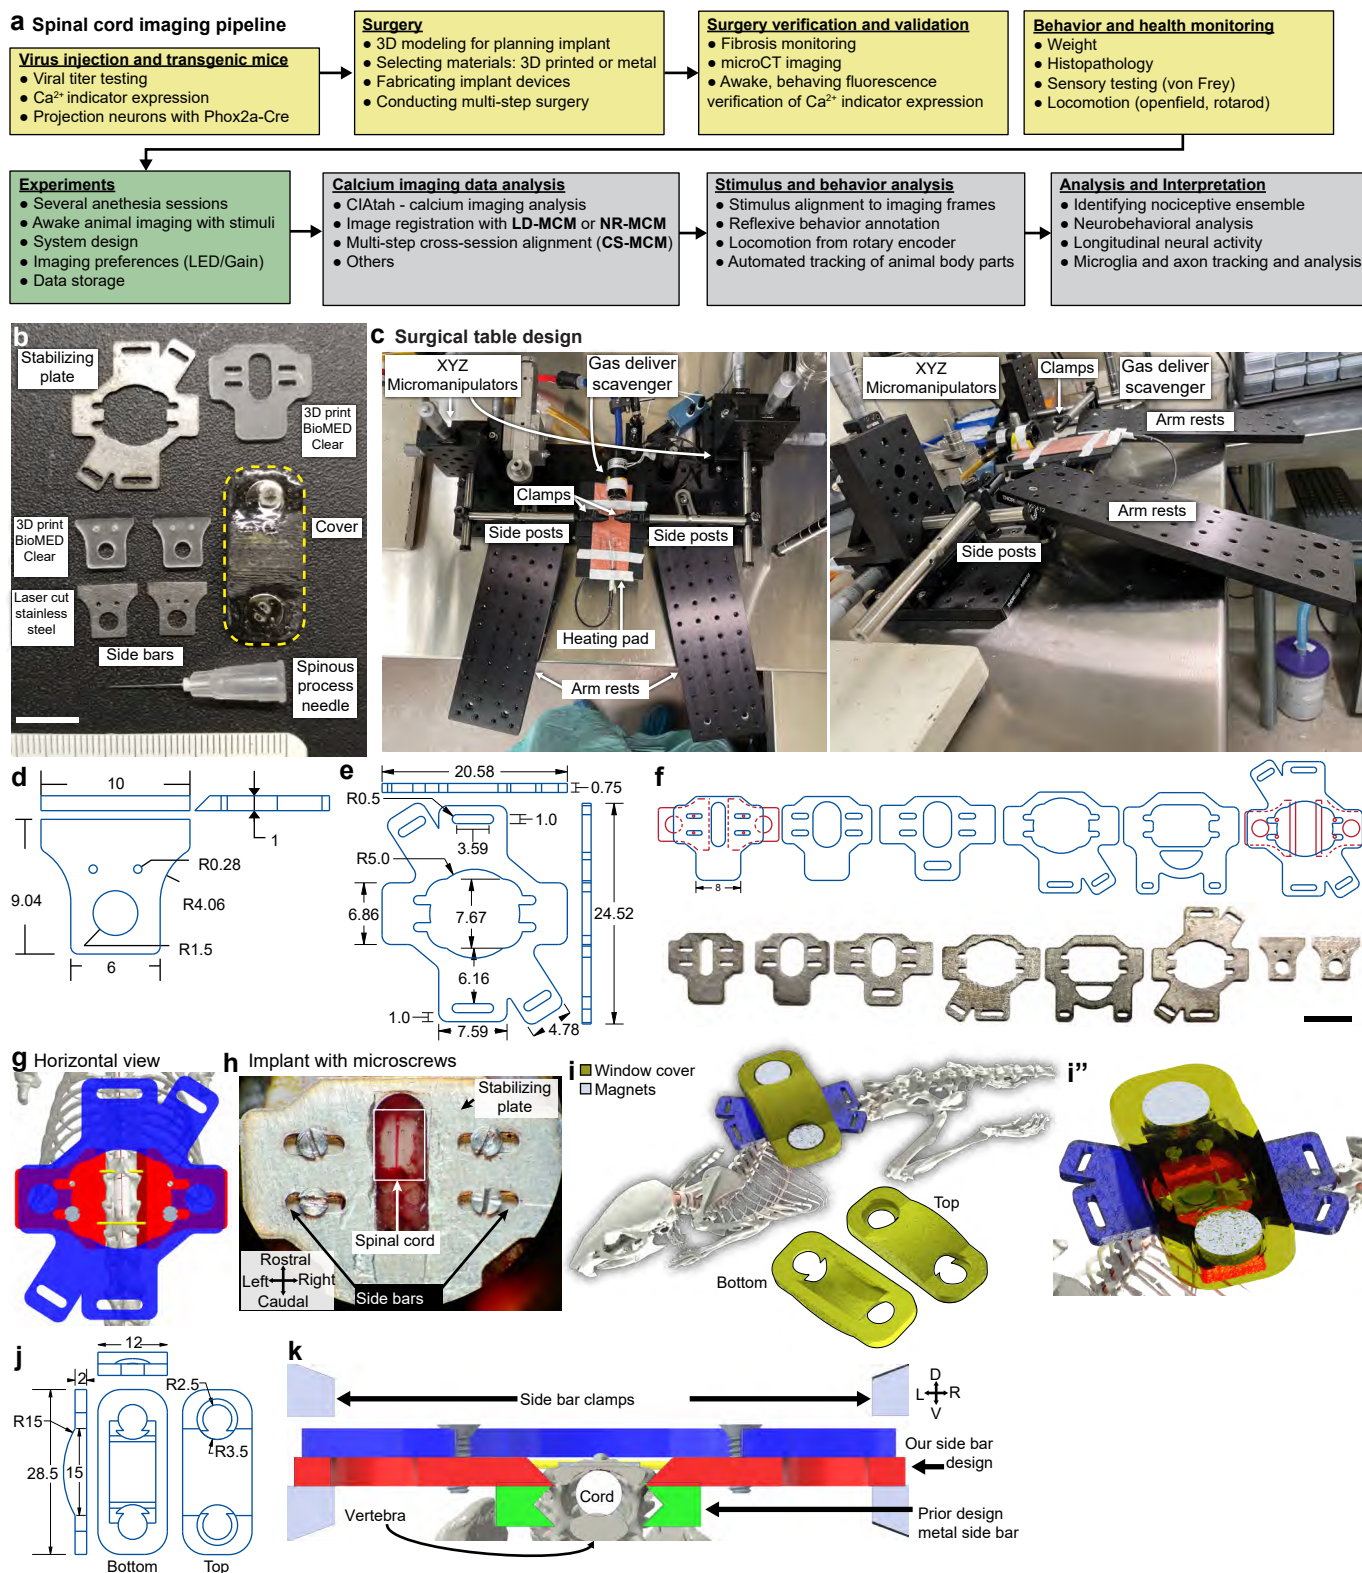 a Spinal cord imaging pipeline
Virus injection and transgenic mice
● Viral titer testing
● Ca²⁺ indicator expression
● Projection neurons with Phox2a-Cre
Surgery
● 3D modeling for planning implant
● Selecting materials: 3D printed or metal
● Fabricating implant devices
● Conducting multi-step surgery
Surgery verification and validation
● Fibrosis monitoring
● microCT imaging
● Awake, behaving fluorescence
verification of Ca²⁺ indicator expression
Behavior and health monitoring
● Weight
● Histopathology
● Sensory testing (von Frey)
● Locomotion (openfield, rotarod)
Experiments
● Several anethesia sessions
● Awake animal imaging with stimuli
● System design
● Imaging preferences (LED/Gain)
● Data storage
Calcium imaging data analysis
● CIAtah - calcium imaging analysis
● Image registration with LD-MCM or NR-MCM
● Multi-step cross-session alignment (CS-MCM)
● Others
Stimulus and behavior analysis
● Stimulus alignment to imaging frames
● Reflexive behavior annotation
● Locomotion from rotary encoder
● Automated tracking of animal body parts
Analysis and Interpretation
● Identifying nociceptive ensemble
● Neurobehavioral analysis
● Longitudinal neural activity
● Microglia and axon tracking and analysis
b
Stabilizing
plate
3D print
BioMED
Clear
3D print
BioMED
Clear
Cover
Laser cut
stainless
steel
Side bars
Spinous
process
needle
c Surgical table design
XYZ
Micromanipulators
Gas deliver
scavenger
Clamps
Side posts
Side posts
Heating pad
Arm rests
XYZ
Micromanipulators
Clamps
Gas deliver
scavenger
Arm rests
Arm rests
Side posts
d
10
1
9.04
R0.28
R4.06
R1.5
6
e
20.58
0.75
R0.5
1.0
3.59
R5.0
6.86
7.67
24.52
6.16
1.0
7.59
4.78
f
8
g Horizontal view
h Implant with microscrews
Stabilizing
plate
Spinal cord
Rostral
Left
Right
Caudal
Side bars
i
Window cover
Magnets
Top
Bottom
i''
j
12
2
R15
R2.5
R3.5
28.5
15
Bottom
Top
k
Side bar clamps
D
L
R
V
Our side bar
design
Cord
Vertebra
Prior design
metal side bar